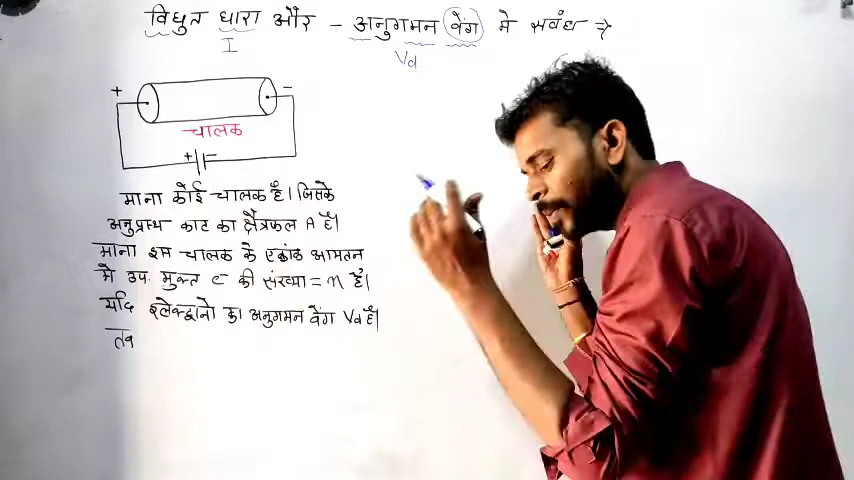 विधुत धारा और - अनुगमन वेग मे सबंध ⇒
I
Vd
+ -
चालक
+ -
माना कोई चालक है। जिसके
अनुप्रस्थ काट का क्षेत्रफल A है।
माना इस चालक के एकांक आयतन
मे उप. मुक्त e⁻ की संख्या = n है।
यदि इलेक्ट्रानो का अनुगमन वेग Vd है।
तब